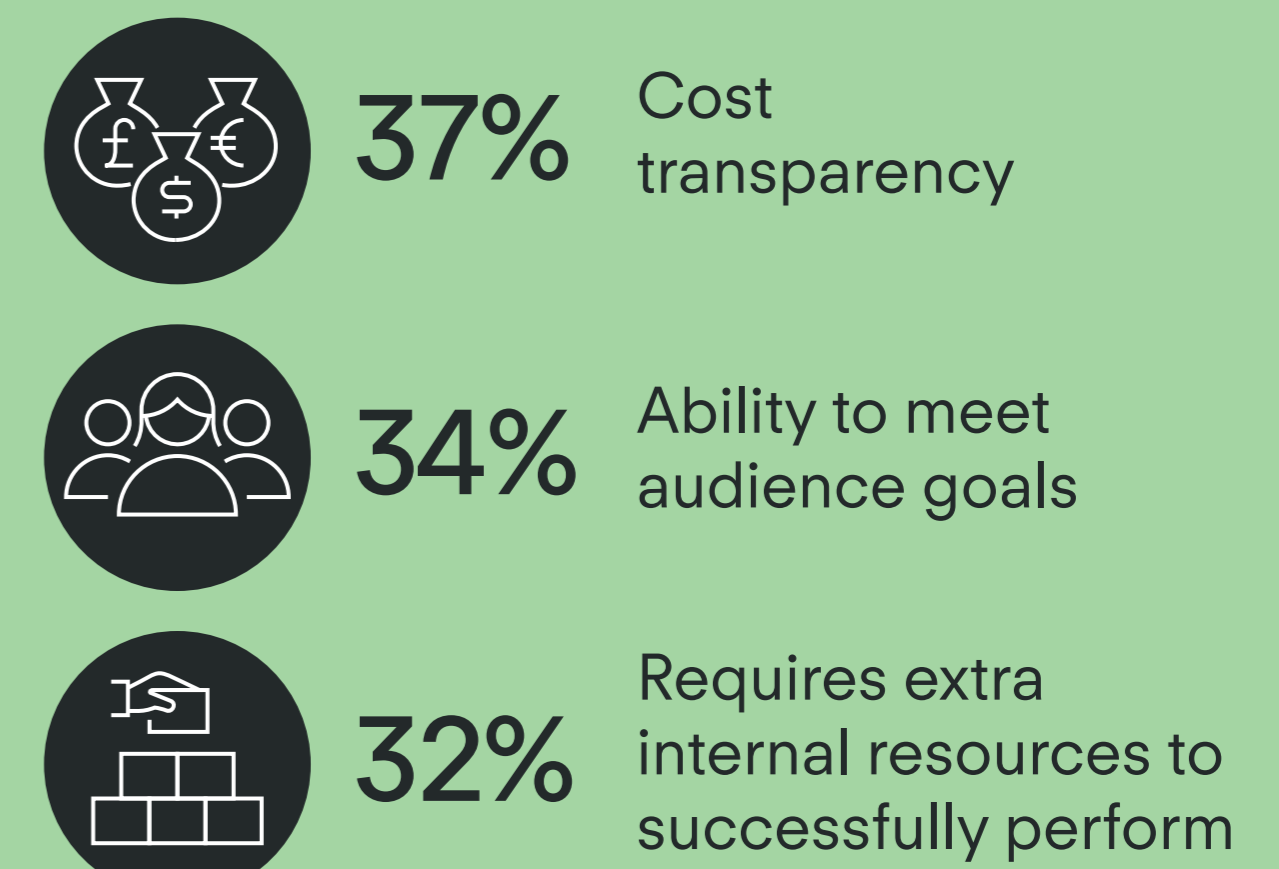 £
€
$
37%
Cost
transparency
34%
Ability to meet
audience goals
32%
Requires extra
internal resources to
successfully perform